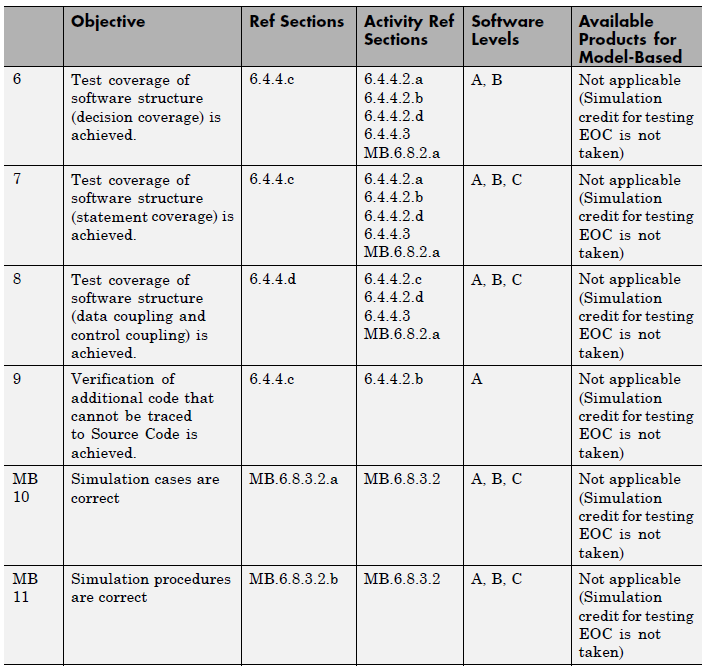 Objective
Ref Sections
Activity Ref
Sections
Software
Levels
Available
Products for
Model-Based
6
Test coverage of
software structure
(decision coverage) is
achieved.
6.4.4.c
6.4.4.2.a
6.4.4.2.b
6.4.4.2.d
6.4.4.3
MB.6.8.2.a
A, B
Not applicable
(Simulation
credit for testing
EOC is not
taken)
7
Test coverage of
software structure
(statement coverage) is
achieved.
6.4.4.c
6.4.4.2.a
6.4.4.2.b
6.4.4.2.d
6.4.4.3
MB.6.8.2.a
A, B, C
Not applicable
(Simulation
credit for testing
EOC is not
taken)
8
Test coverage of
software structure
(data coupling and
control coupling) is
achieved.
6.4.4.d
6.4.4.2.c
6.4.4.2.d
6.4.4.3
MB.6.8.2.a
A, B, C
Not applicable
(Simulation
credit for testing
EOC is not
taken)
9
Verification of
additional code that
cannot be traced
to Source Code is
achieved.
6.4.4.c
6.4.4.2.b
A
Not applicable
(Simulation
credit for testing
EOC is not
taken)
MB
10
Simulation cases are
correct
MB.6.8.3.2.a
MB.6.8.3.2
A, B, C
Not applicable
(Simulation
credit for testing
EOC is not
taken)
MB
11
Simulation procedures
are correct
MB.6.8.3.2.b
MB.6.8.3.2
A, B, C
Not applicable
(Simulation
credit for testing
EOC is not
taken)